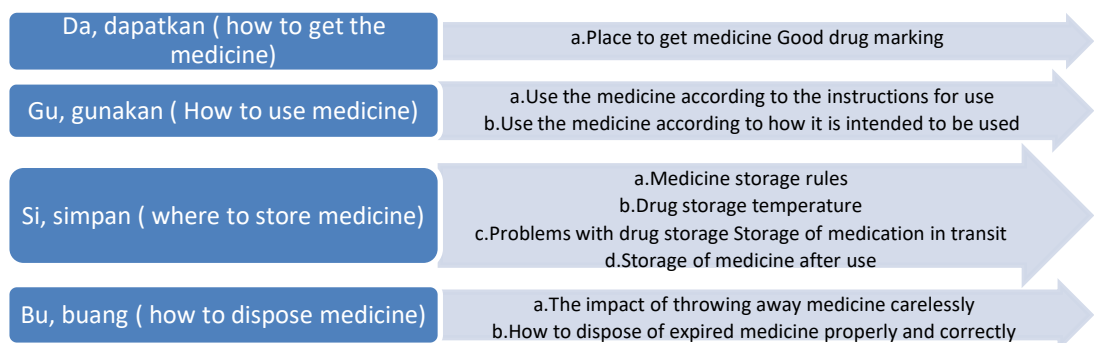 Da, dapatkan ( how to get the
medicine)
a.Place to get medicine Good drug marking
Gu, gunakan ( How to use medicine)
a.Use the medicine according to the instructions for use
b.Use the medicine according to how it is intended to be used
Si, simpan ( where to store medicine)
a.Medicine storage rules
b.Drug storage temperature
c.Problems with drug storage Storage of medication in transit
d.Storage of medicine after use
Bu, buang ( how to dispose medicine)
a.The impact of throwing away medicine carelessly
b.How to dispose of expired medicine properly and correctly